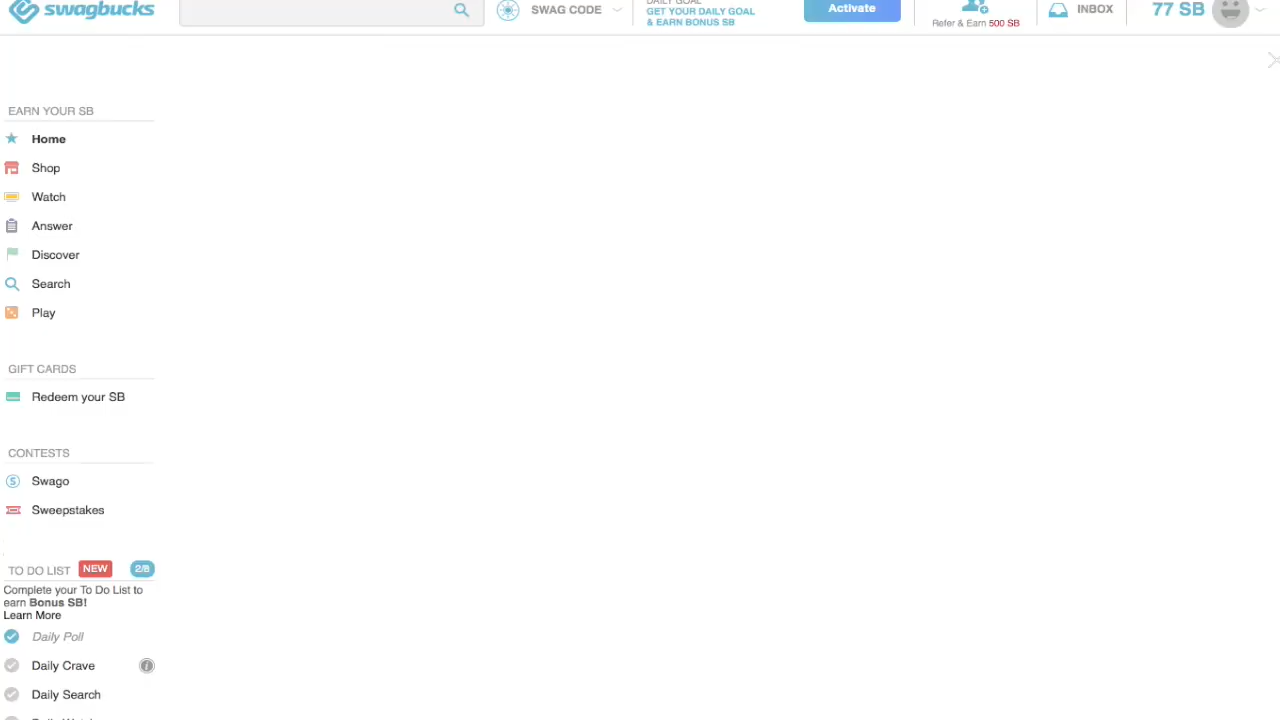 swagbucks
SWAG CODE
DAILY GOAL
GET YOUR DAILY GOAL
& EARN BONUS SB
Activate
Refer & Earn 500 SB
INBOX
77 SB
EARN YOUR SB
Home
Shop
Watch
Answer
Discover
Search
Play
GIFT CARDS
Redeem your SB
CONTESTS
Swago
Sweepstakes
TO DO LIST NEW 2/8
Complete your To Do List to
earn Bonus SB!
Learn More
Daily Poll
Daily Crave
Daily Search